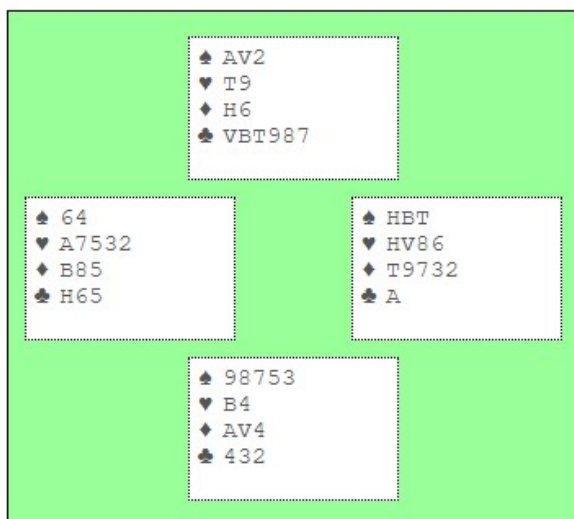 ♠ AV2
♥ T9
♦ H6
♣ VBT987
♠ 64
♥ A7532
♦ B85
♣ H65
♠ HBT
♥ HV86
♦ T9732
♣ A
♠ 98753
♥ B4
♦ AV4
♣ 432